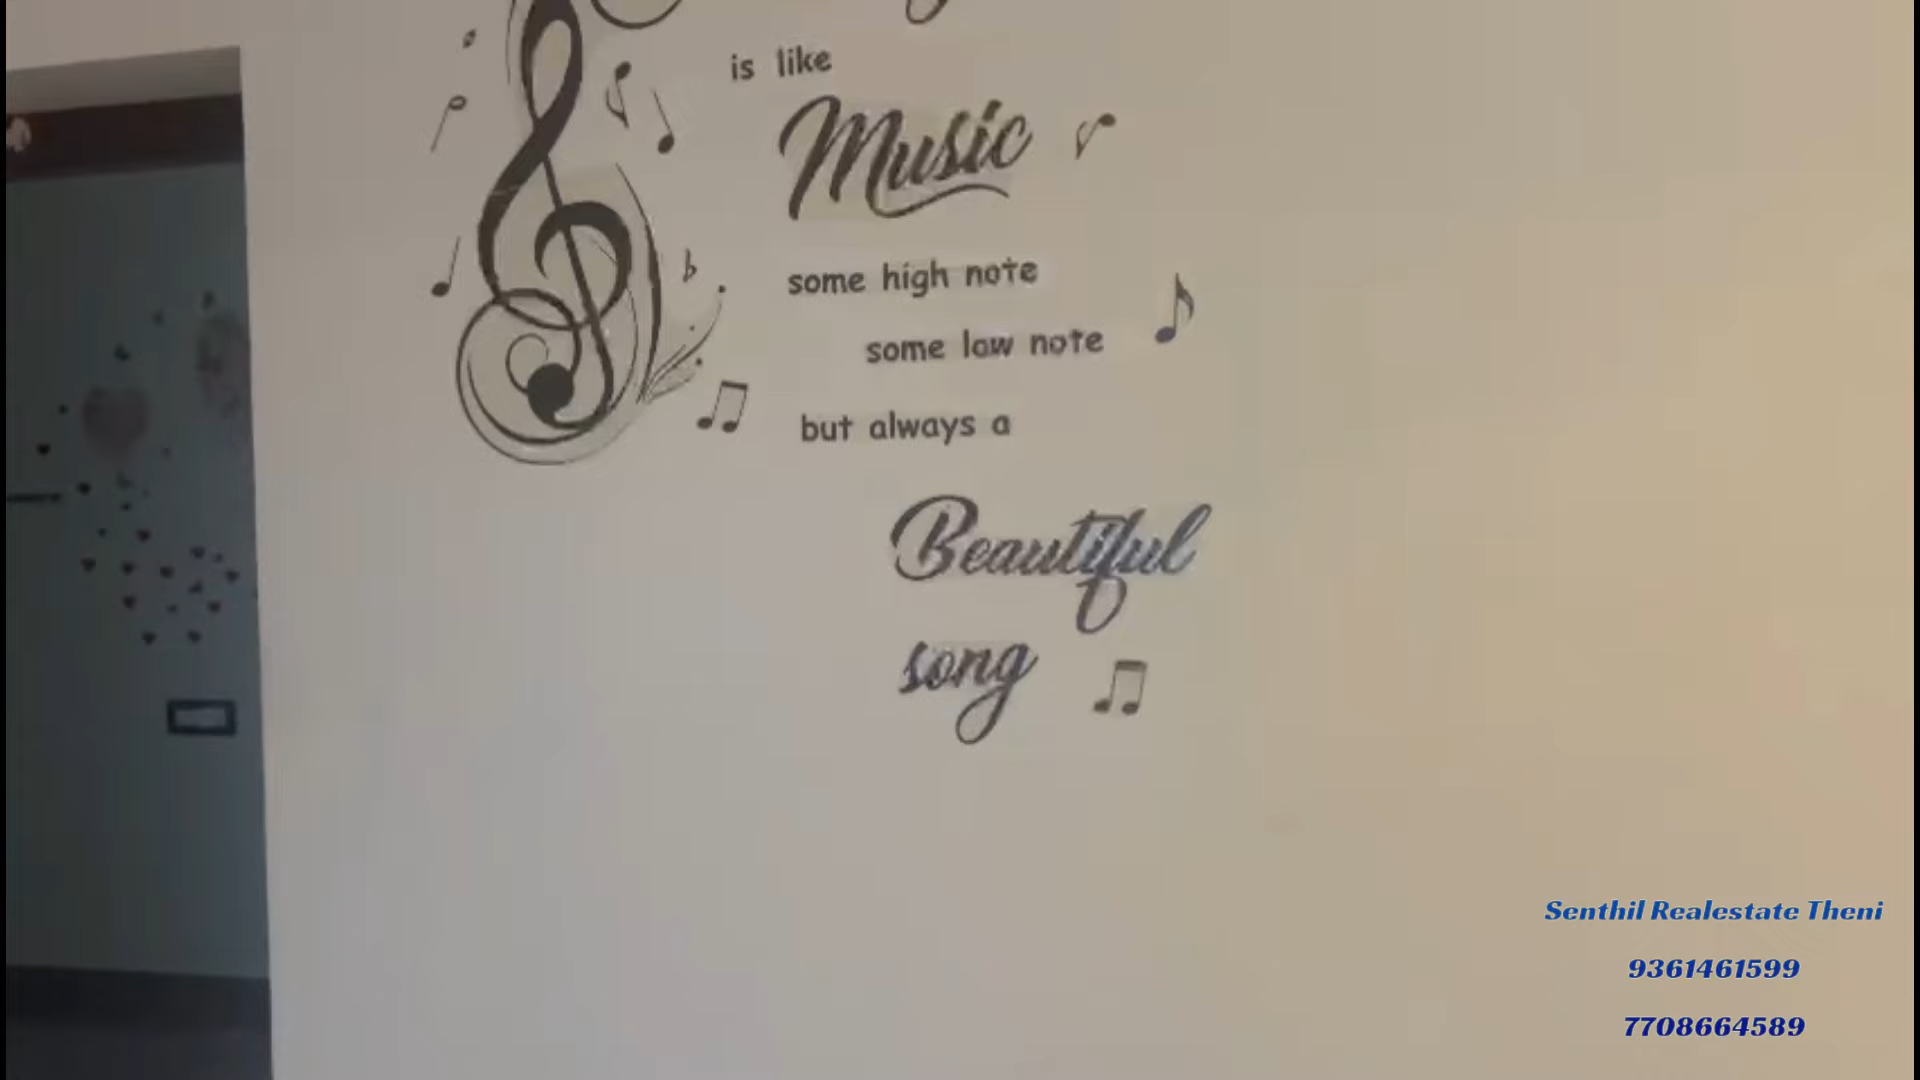 is like
Music
some high note
some low note
but always a
Beautiful
song
Senthil Realestate Theni
9361461599
7708664589